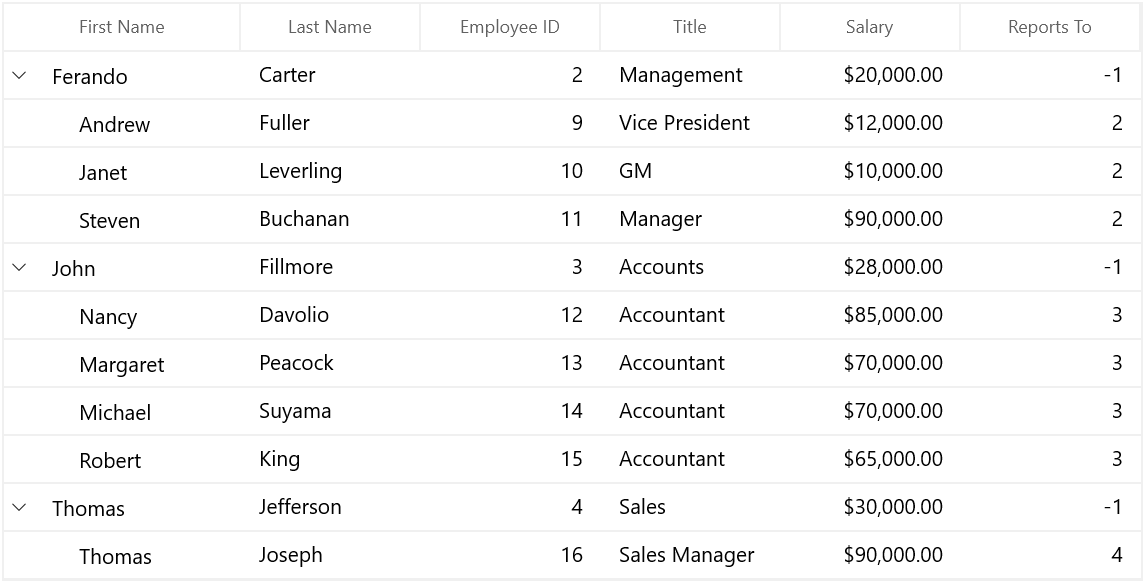 First Name Last Name Employee ID Title Salary Reports To
Ferando Carter 2 Management $20,000.00 -1
Andrew Fuller 9 Vice President $12,000.00 2
Janet Leverling 10 GM $10,000.00 2
Steven Buchanan 11 Manager $90,000.00 2
John Fillmore 3 Accounts $28,000.00 -1
Nancy Davolio 12 Accountant $85,000.00 3
Margaret Peacock 13 Accountant $70,000.00 3
Michael Suyama 14 Accountant $70,000.00 3
Robert King 15 Accountant $65,000.00 3
Thomas Jefferson 4 Sales $30,000.00 -1
Thomas Joseph 16 Sales Manager $90,000.00 4